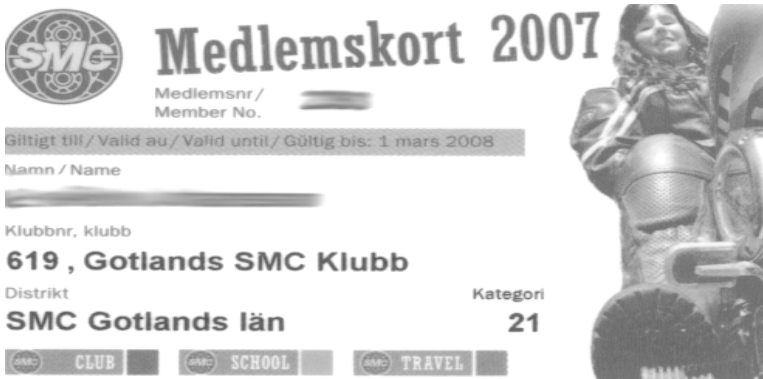 SMC
Medlemskort 2007
Medlemsnr/
Member No.
Giltigt till/Valid au/Valid until/Gültig bis: 1 mars 2008
Namn/Name
Klubbnr, klubb
619, Gotlands SMC Klubb
Distrikt
Kategori
SMC Gotlands län
21
SMC CLUB SMC SCHOOL SMC TRAVEL